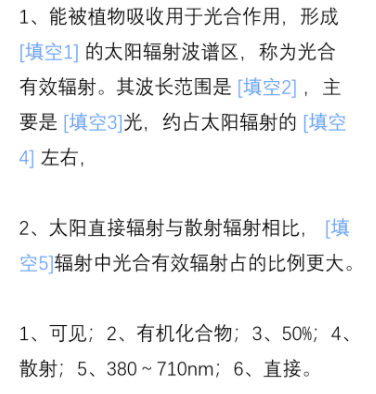 1、能被植物吸收用于光合作用，形成
[填空1] 的太阳辐射波谱区，称为光合
有效辐射。其波长范围是 [填空2] ，主
要是 [填空3]光，约占太阳辐射的 [填空
4] 左右，
2、太阳直接辐射与散射辐射相比， [填
空5]辐射中光合有效辐射占的比例更大。
1、可见；2、有机化合物；3、50%；4、
散射；5、380～710nm；6、直接。